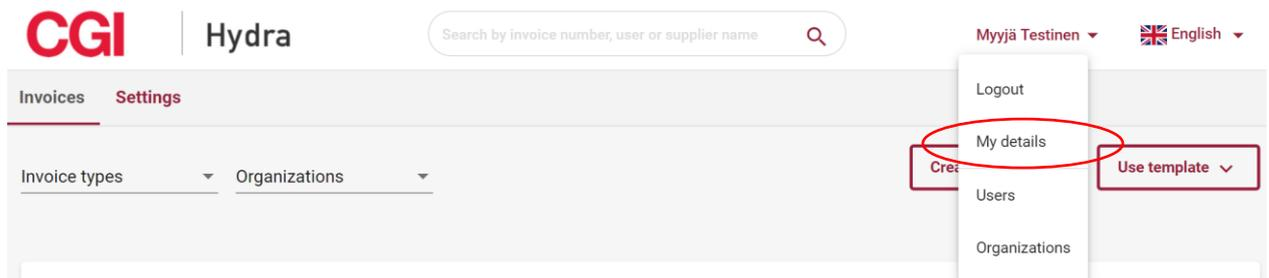 CGI Hydra Search by invoice number, user or supplier name Myyjä Testinen English
Invoices Settings
Logout
My details
Invoice types Organizations Use template
Users
Organizations